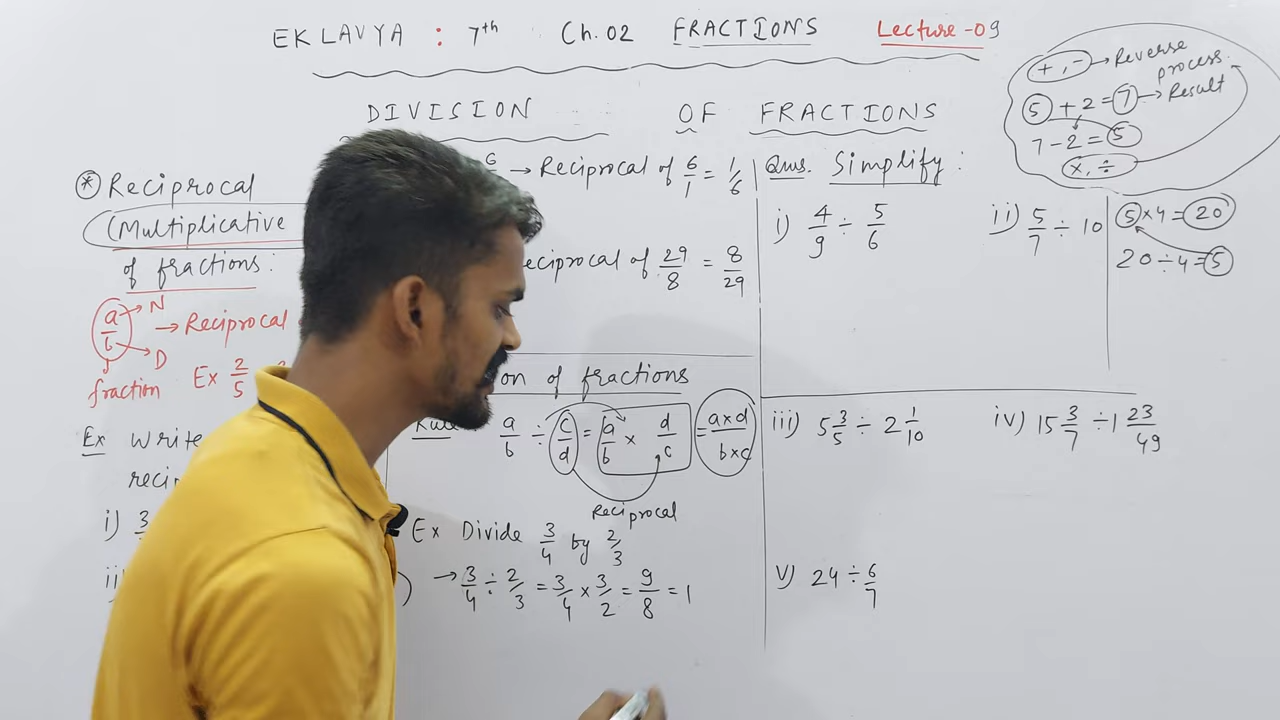 EKLAVYA : 7th Ch. 02 FRACTIONS Lecture -09
DIVISION OF FRACTIONS
* Reciprocal
(Multiplicative
of fractions:
a/b → N
→ D
→ Reciprocal
fraction
Ex 2/5
Ex Write
i) 3
ii)
→ Reciprocal of 6/1 = 1/6
eciprocal of 29/8 = 8/29
on of fractions
a/b ÷ c/d = a/b × d/c = a×d/b×c
Reciprocal
Ex Divide 3/4 by 2/3
→ 3/4 ÷ 2/3 = 3/4 × 3/2 = 9/8 = 1
Qus. Simplify :
i) 4/9 ÷ 5/6
ii) 5/7 ÷ 10
iii) 5 3/5 ÷ 2 1/10
iv) 15 3/7 ÷ 1 23/49
v) 24 ÷ 6/7
+ , - → Reverse process.
5 + 2 = 7 → Result
7 - 2 = 5
×, ÷
5 × 4 = 20
20 ÷ 4 = 5